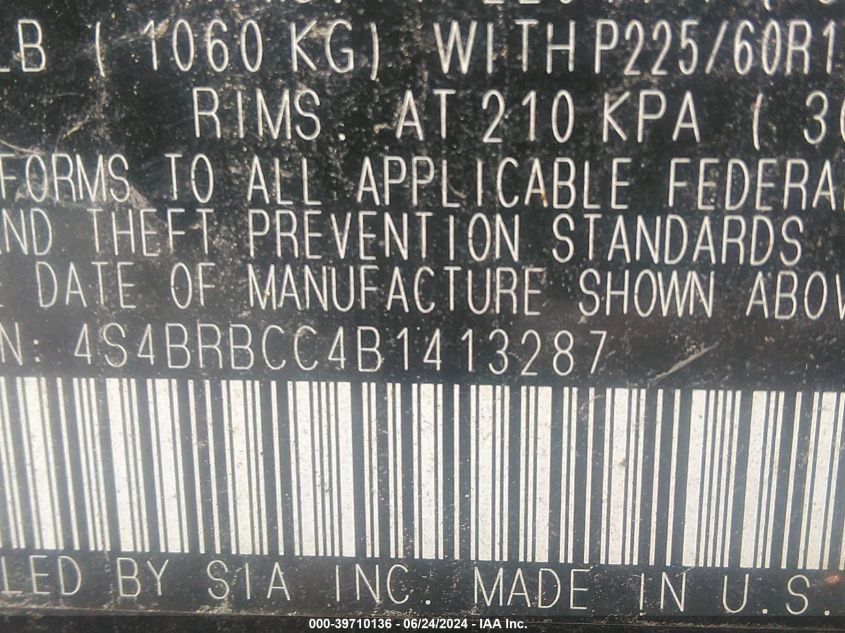 LB ( 1060 KG) WITH P225/60R1
RIMS. AT 210 KPA ( 30
FORMS TO ALL APPLICABLE FEDERA
ND THEFT PREVENTION STANDARDS
E DATE OF MANUFACTURE SHOWN ABOV
N: 4S4BRBCC4B1413287
LED BY SIA INC. MADE IN U.S.
000-39710136 - 06/24/2024 - IAA Inc.